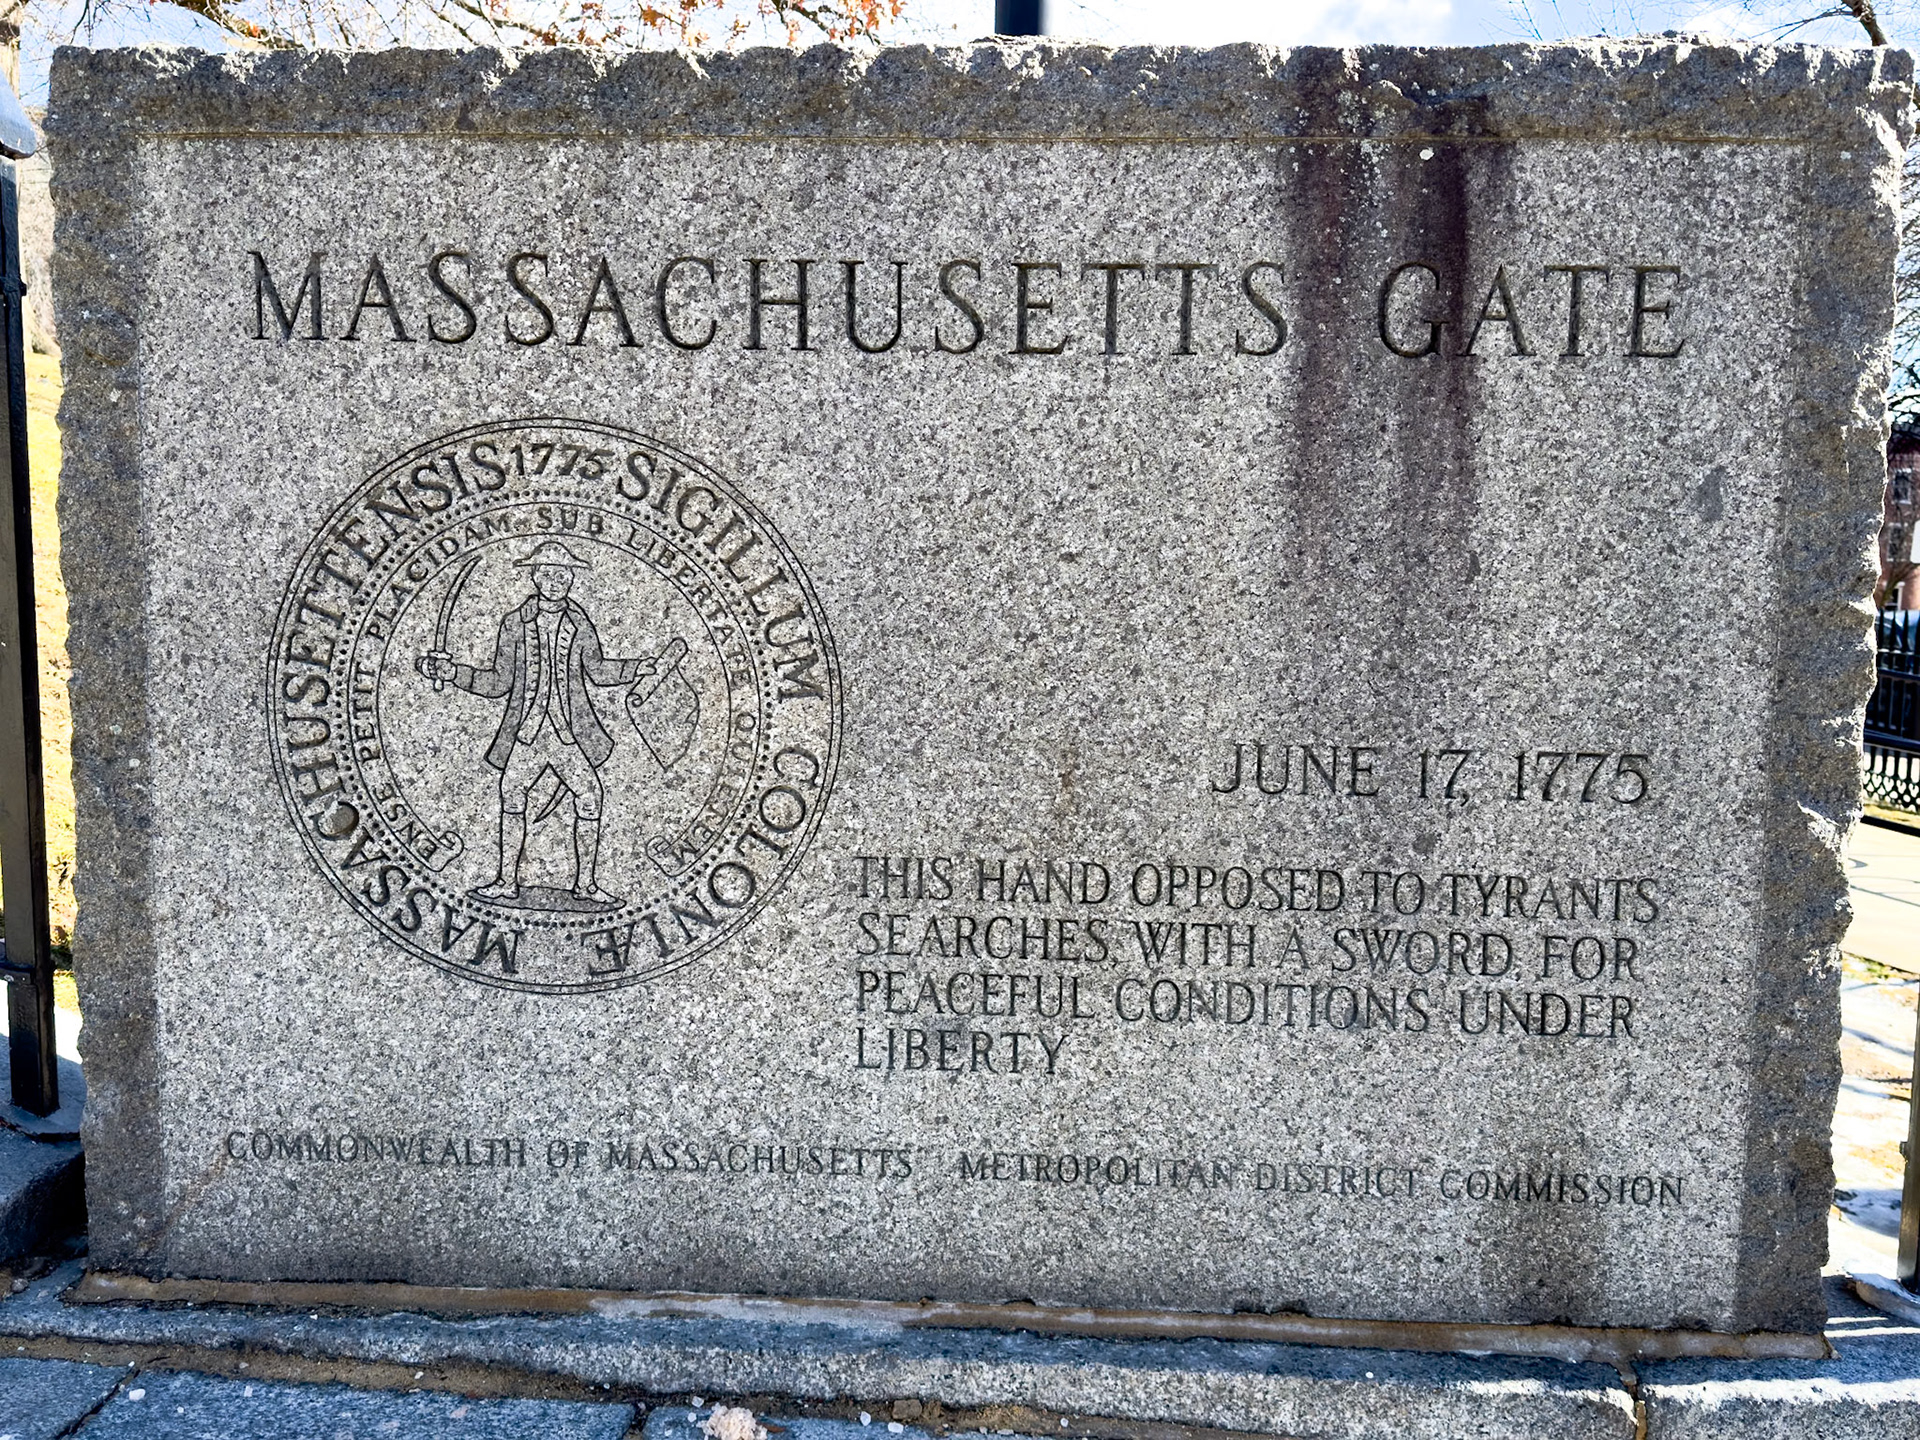 MASSACHUSETTS GATE
MASSACHUSETTENSIS 1775 SIGILLUM COLONIÆ
ENSE PETIT PLACIDAM SUB LIBERTATE QUIETEM
JUNE 17, 1775
THIS HAND OPPOSED TO TYRANTS
SEARCHES, WITH A SWORD, FOR
PEACEFUL CONDITIONS UNDER
LIBERTY
COMMONWEALTH OF MASSACHUSETTS METROPOLITAN DISTRICT COMMISSION